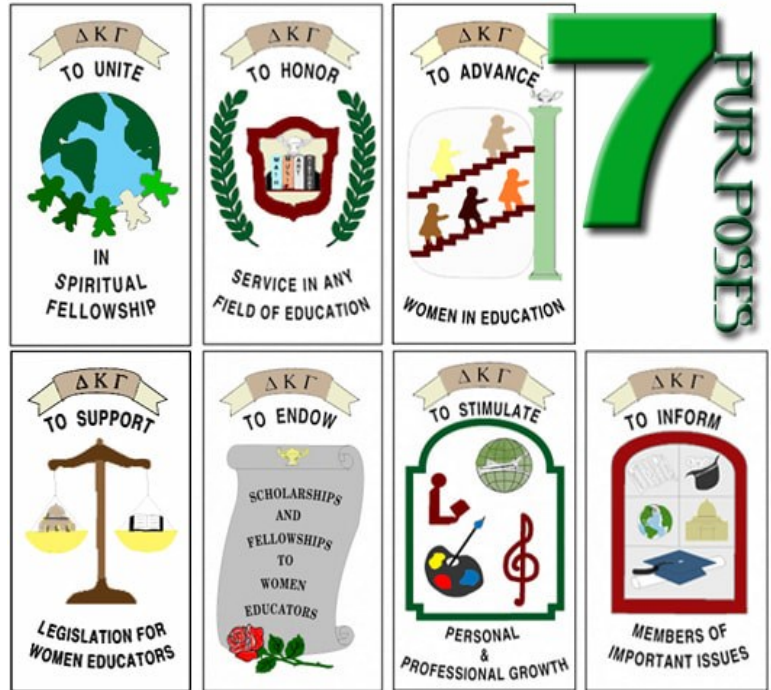 ΔΚΓ
TO UNITE
IN
SPIRITUAL
FELLOWSHIP
ΔΚΓ
TO HONOR
SERVICE IN ANY
FIELD OF EDUCATION
ΔΚΓ
TO ADVANCE
WOMEN IN EDUCATION
7
PURPOSES
ΔΚΓ
TO SUPPORT
LEGISLATION FOR
WOMEN EDUCATORS
ΔΚΓ
TO ENDOW
SCHOLARSHIPS
AND
FELLOWSHIPS
TO
WOMEN
EDUCATORS
ΔΚΓ
TO STIMULATE
PERSONAL
&
PROFESSIONAL GROWTH
ΔΚΓ
TO INFORM
MEMBERS OF
IMPORTANT ISSUES